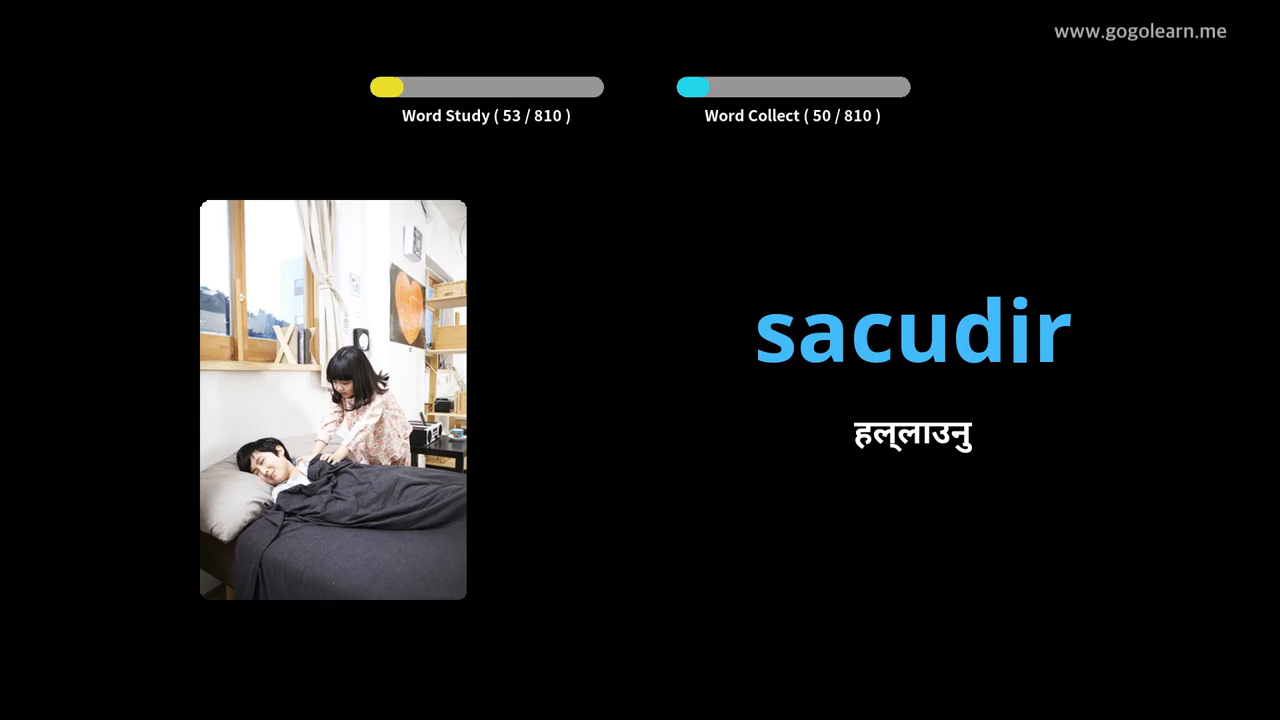 www.gogolearn.me
Word Study ( 53 / 810 )
Word Collect ( 50 / 810 )
sacudir
हल्लाउनु